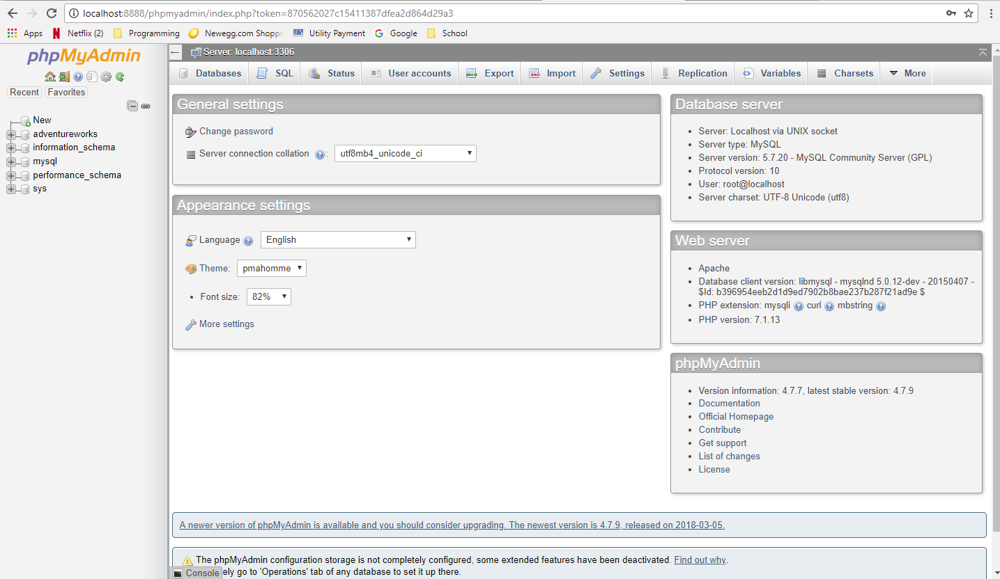 localhost:8888/phpmyadmin/index.php?token=870562027c15411387dfea2d864d29a3
Apps Netflix (2) Programming Newegg.com Shoppi Utility Payment Google School
phpMyAdmin
Recent Favorites
New
adventureworks
information_schema
mysql
performance_schema
sys
Server: localhost:3306
Databases SQL Status User accounts Export Import Settings Replication Variables Charsets More
General settings
Change password
Server connection collation : utf8mb4_unicode_ci
Appearance settings
Language English
Theme: pmahomme
Font size: 82%
More settings
Database server
Server: Localhost via UNIX socket
Server type: MySQL
Server version: 5.7.20 - MySQL Community Server (GPL)
Protocol version: 10
User: root@localhost
Server charset: UTF-8 Unicode (utf8)
Web server
Apache
Database client version: libmysql - mysqlnd 5.0.12-dev - 20150407 -
$Id: b396954eeb2d1d9ed7902b8bae237b287f21ad9e $
PHP extension: mysqli curl mbstring
PHP version: 7.1.13
phpMyAdmin
Version information: 4.7.7, latest stable version: 4.7.9
Documentation
Official Homepage
Contribute
Get support
List of changes
License
A newer version of phpMyAdmin is available and you should consider upgrading. The newest version is 4.7.9, released on 2018-03-05.
The phpMyAdmin configuration storage is not completely configured, some extended features have been deactivated. Find out why.
ely go to 'Operations' tab of any database to set it up there.
Console